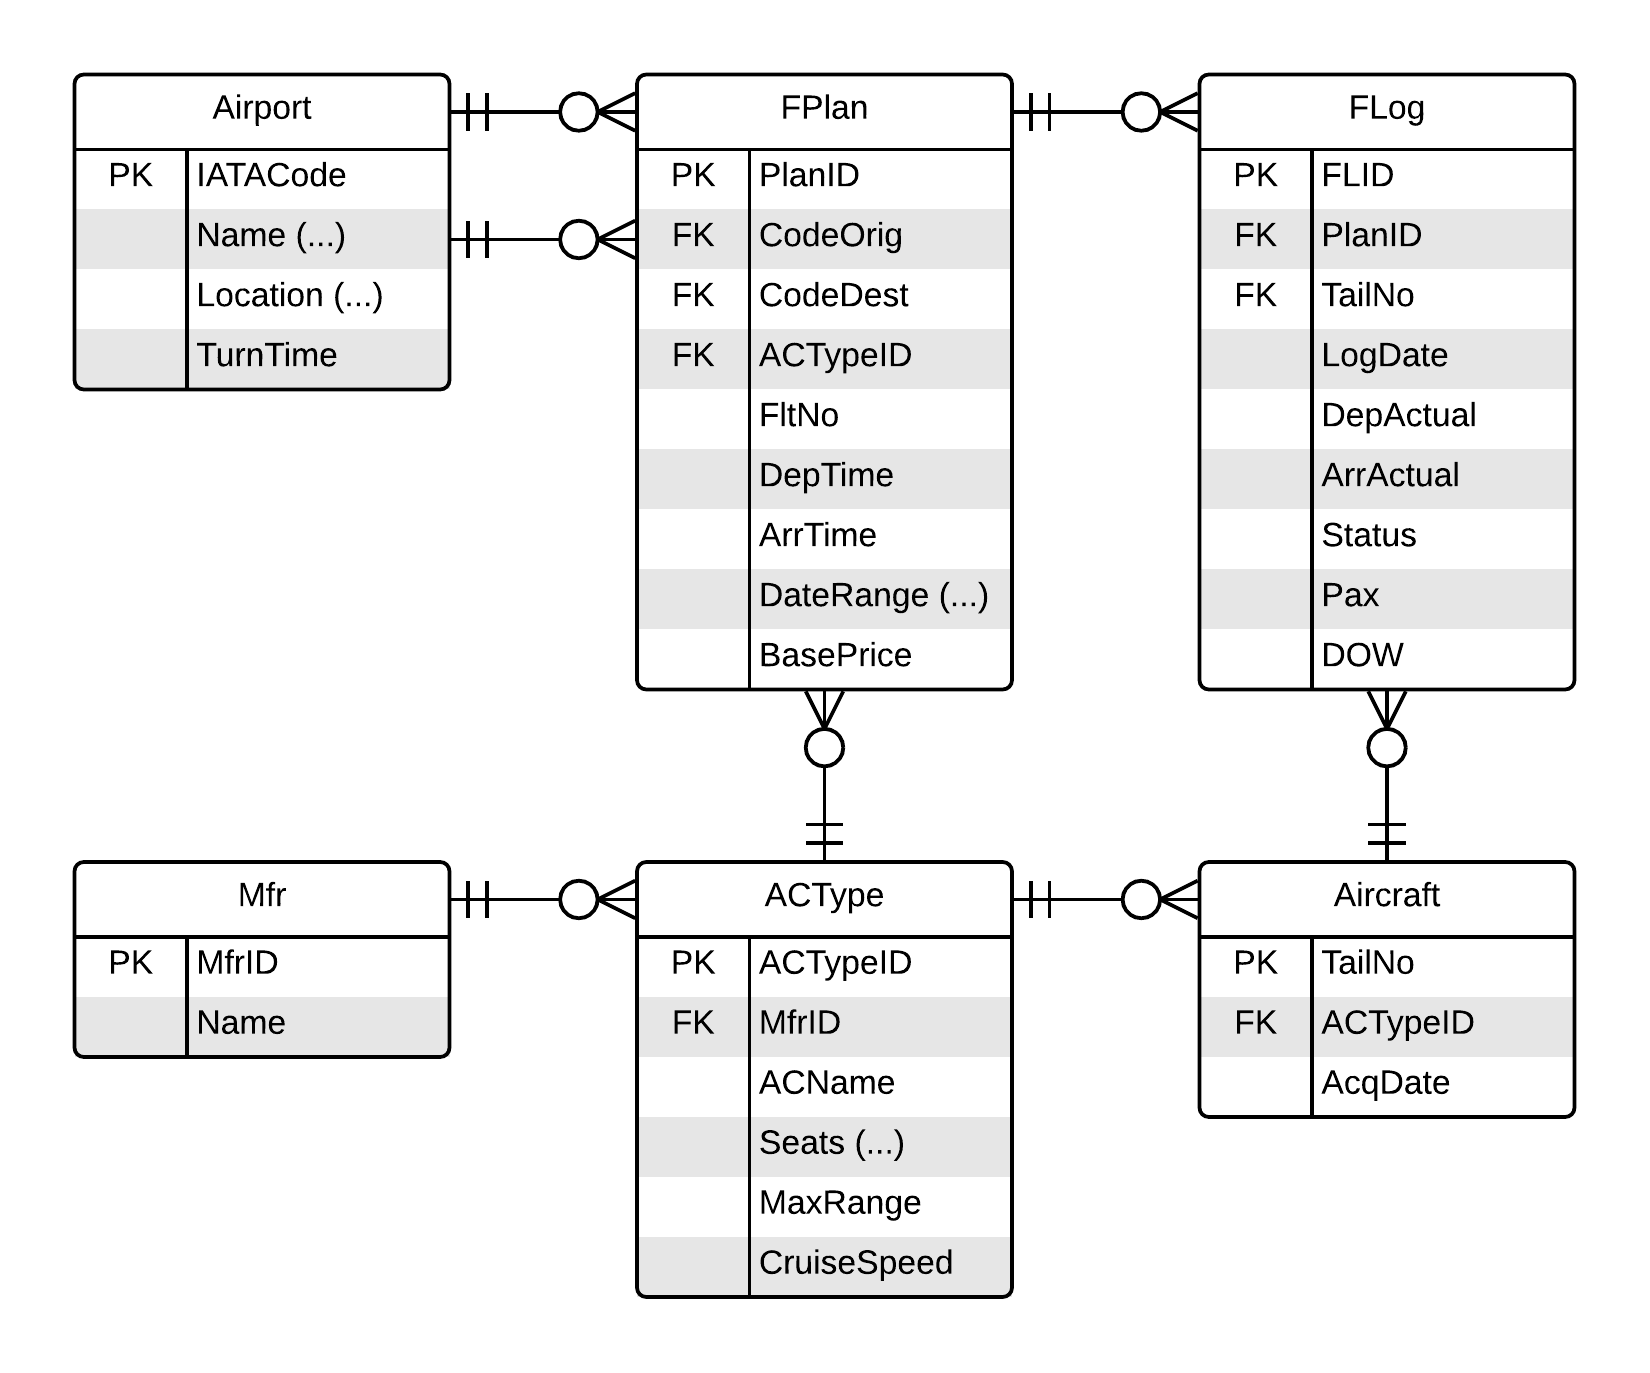 Airport
PK IATACode
Name (...)
Location (...)
TurnTime
FPlan
PK PlanID
FK CodeOrig
FK CodeDest
FK ACTypeID
FltNo
DepTime
ArrTime
DateRange (...)
BasePrice
FLog
PK FLID
FK PlanID
FK TailNo
LogDate
DepActual
ArrActual
Status
Pax
DOW
Mfr
PK MfrID
Name
ACType
PK ACTypeID
FK MfrID
ACName
Seats (...)
MaxRange
CruiseSpeed
Aircraft
PK TailNo
FK ACTypeID
AcqDate